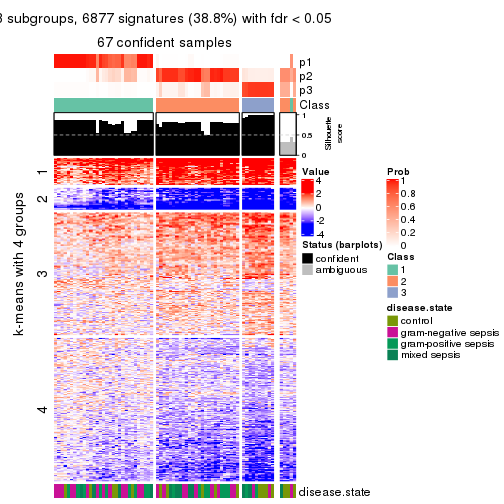 3 subgroups, 6877 signatures (38.8%) with fdr < 0.05
67 confident samples
p1
p2
p3
Class
1
0.5
0
Silhouette
score
k-means with 4 groups
1
2
3
4
Value
4
2
0
-2
-4
Status (barplots)
confident
ambiguous
Prob
1
0.8
0.6
0.4
0.2
0
Class
1
2
3
disease.state
control
gram-negative sepsis
gram-positive sepsis
mixed sepsis
disease.state